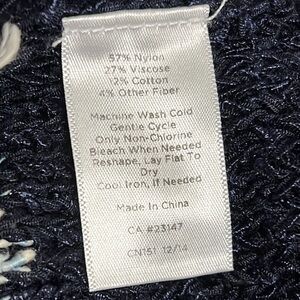 57% Nylon
27% Viscose
12% Cotton
4% Other Fiber
Machine Wash Cold
Gentle Cycle
Only Non-Chlorine
Bleach When Needed
Reshape, Lay Flat To
Dry
Cool Iron, If Needed
Made In China
CA #23147
CN151 12/14